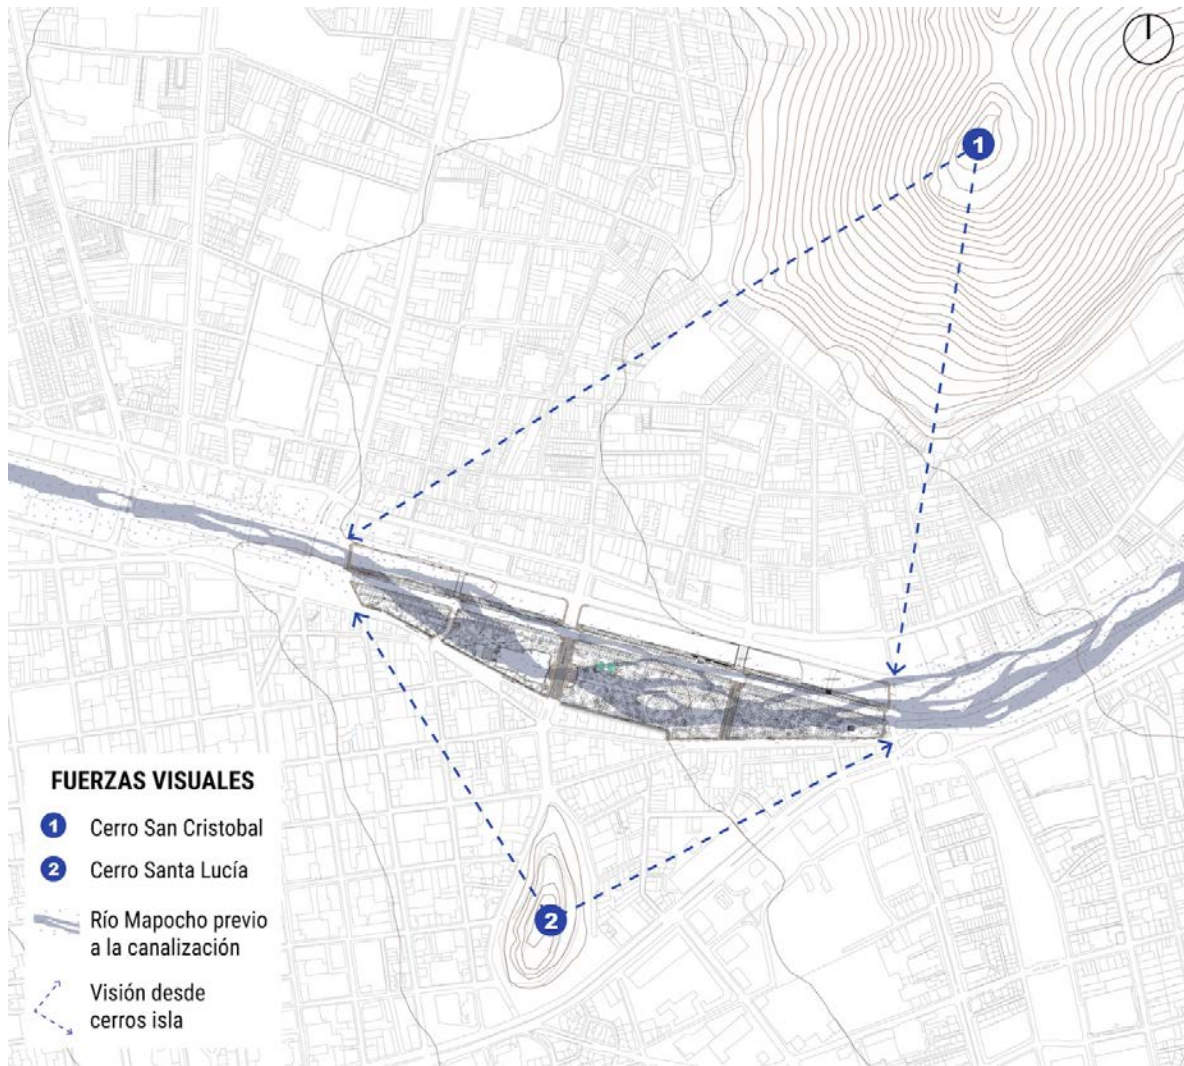 1
2
FUERZAS VISUALES
1 Cerro San Cristobal
2 Cerro Santa Lucía
Río Mapocho previo
a la canalización
Visión desde
cerros isla